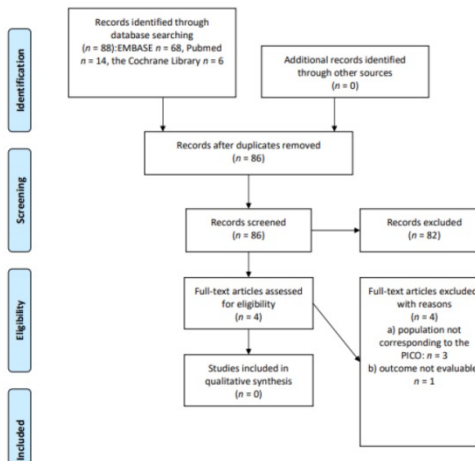 Identification
Records identified through
database searching
(n = 88):EMBASE n = 68, Pubmed
n = 14, the Cochrane Library n = 6
Additional records identified
through other sources
(n = 0)
Records after duplicates removed
(n = 86)
Screening
Records screened
(n = 86)
Records excluded
(n = 82)
Eligibility
Full-text articles assessed
for eligibility
(n = 4)
Full-text articles excluded
with reasons
(n = 4)
a) population not
corresponding to the
PICO: n = 3
b) outcome not evaluable
n = 1
Studies included in
qualitative synthesis
(n = 0)
Included